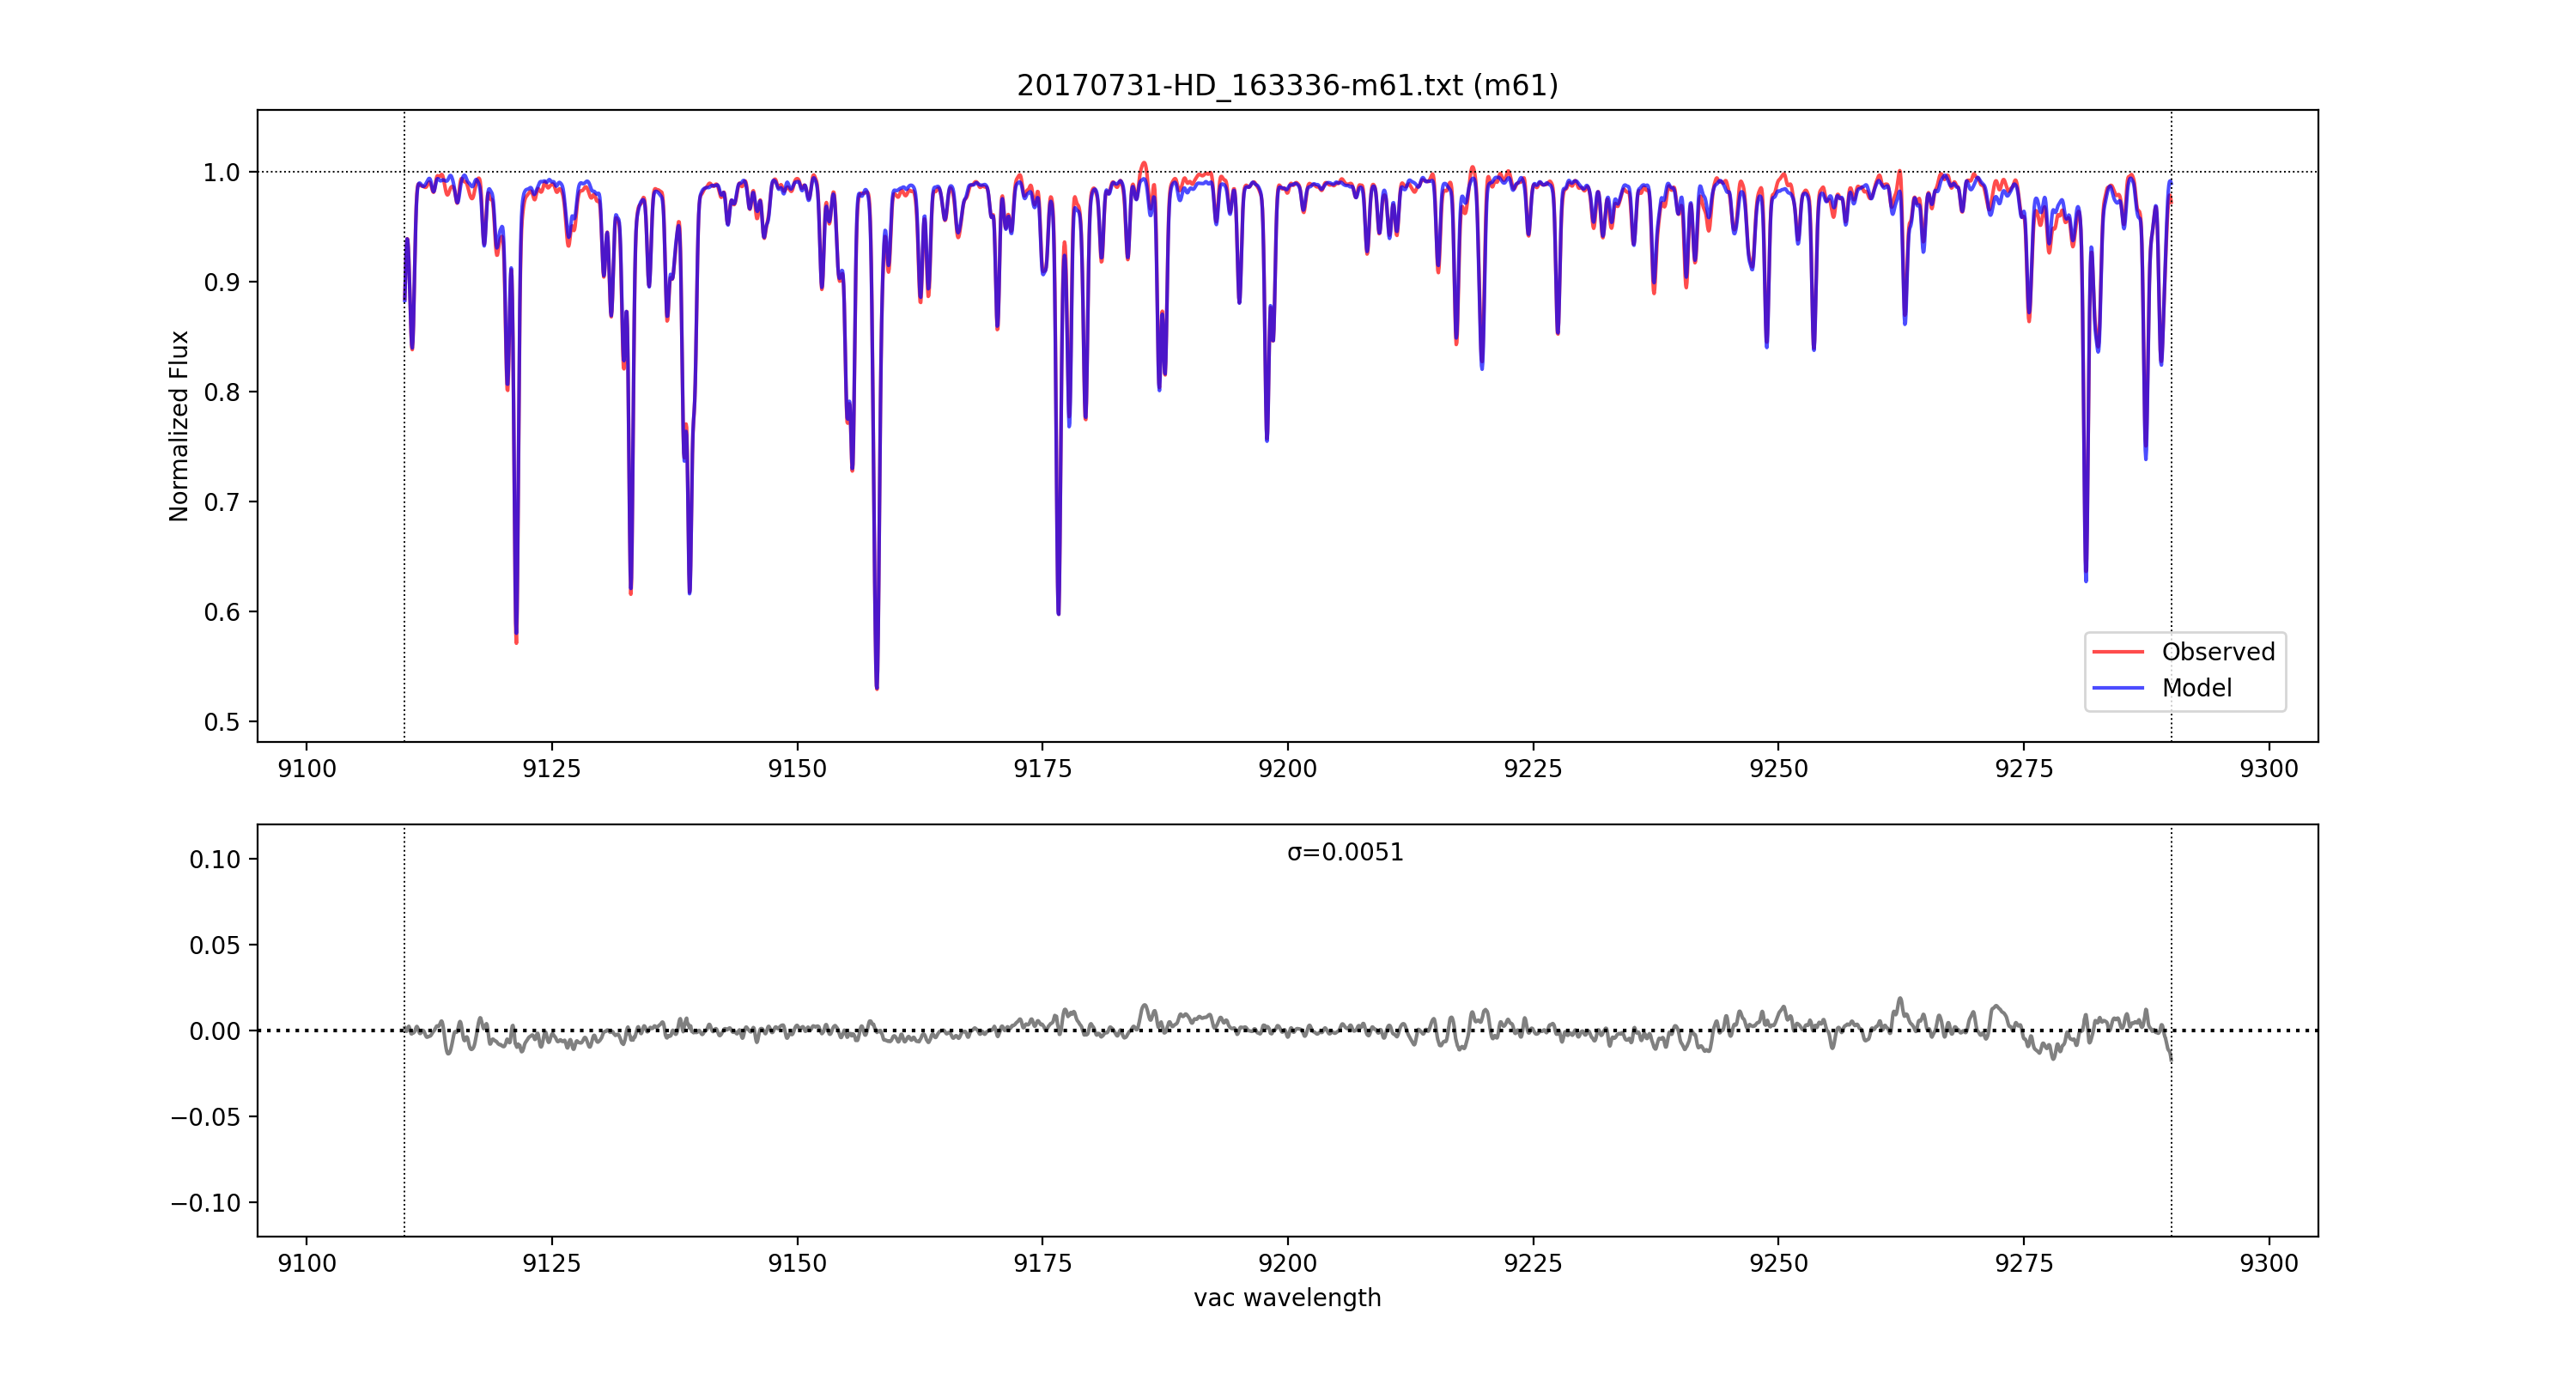 20170731-HD_163336-m61.txt (m61)
Normalized Flux
1.0
0.9
0.8
0.7
0.6
0.5
Observed
Model
9100 9125 9150 9175 9200 9225 9250 9275 9300
σ=0.0051
0.10
0.05
0.00
−0.05
−0.10
9100 9125 9150 9175 9200 9225 9250 9275 9300
vac wavelength